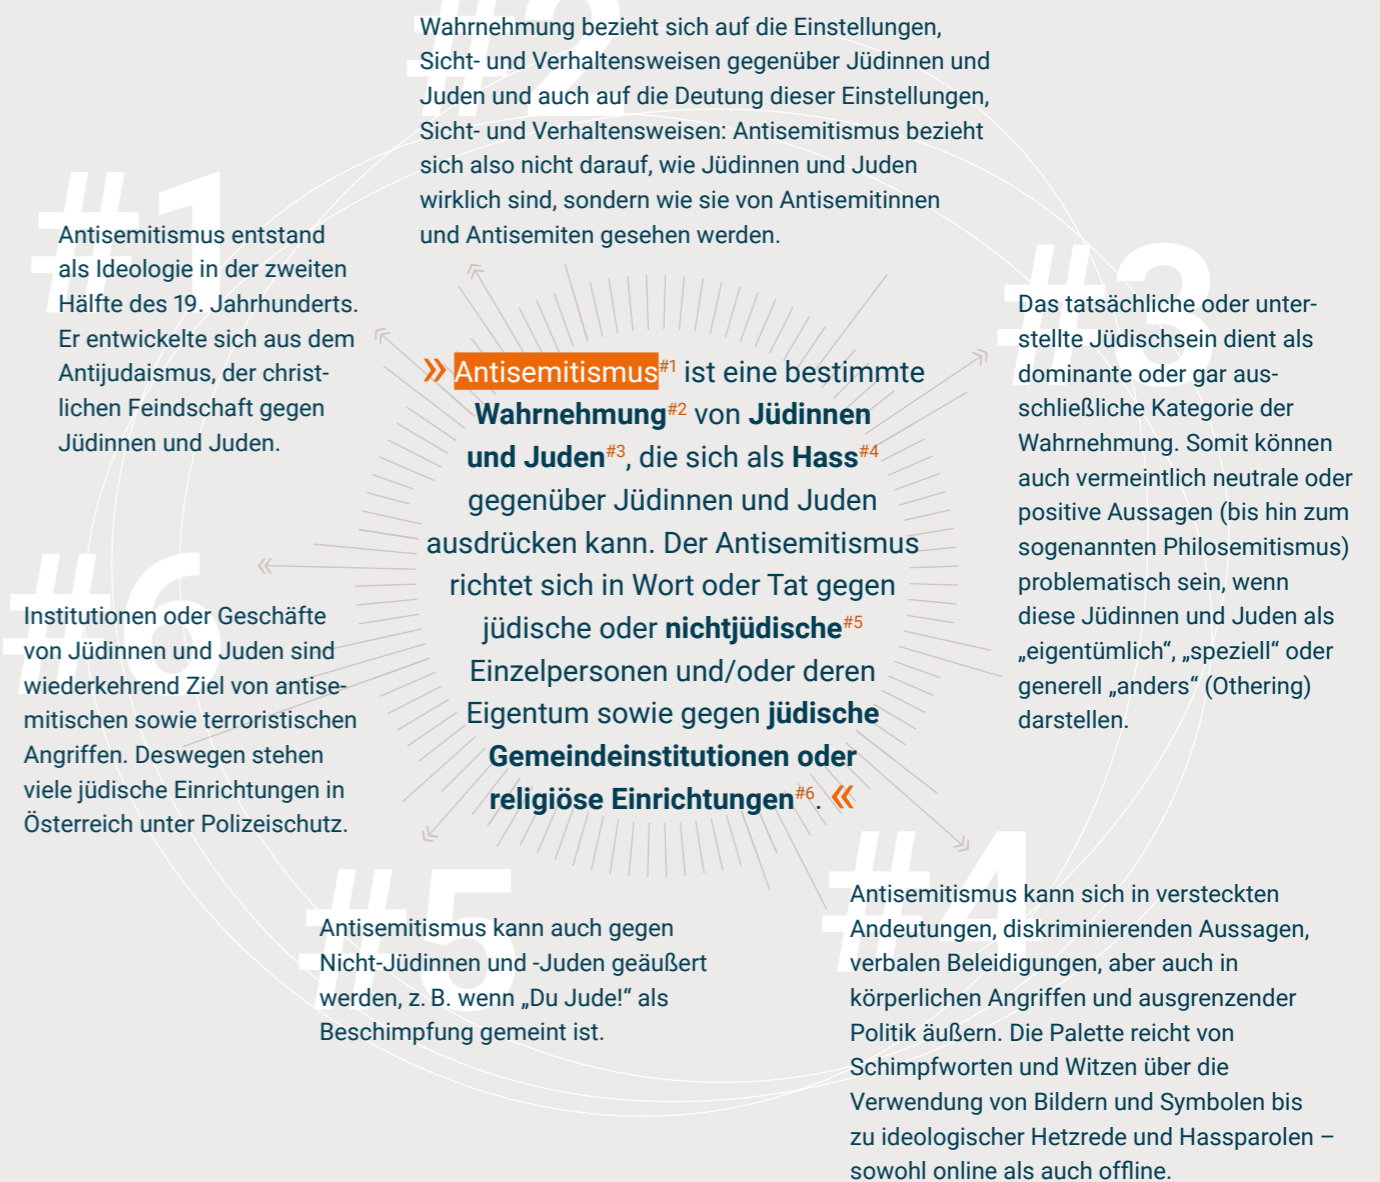 #1
Antisemitismus entstand
als Ideologie in der zweiten
Hälfte des 19. Jahrhunderts.
Er entwickelte sich aus dem
Antijudaismus, der christ-
lichen Feindschaft gegen
Jüdinnen und Juden.
#2
Wahrnehmung bezieht sich auf die Einstellungen,
Sicht- und Verhaltensweisen gegenüber Jüdinnen und
Juden und auch auf die Deutung dieser Einstellungen,
Sicht- und Verhaltensweisen: Antisemitismus bezieht
sich also nicht darauf, wie Jüdinnen und Juden
wirklich sind, sondern wie sie von Antisemitinnen
und Antisemiten gesehen werden.
#3
Das tatsächliche oder unter-
stellte Jüdischsein dient als
dominante oder gar aus-
schließliche Kategorie der
Wahrnehmung. Somit können
auch vermeintlich neutrale oder
positive Aussagen (bis hin zum
sogenannten Philosemitismus)
problematisch sein, wenn
diese Jüdinnen und Juden als
„eigentümlich“, „speziell“ oder
generell „anders“ (Othering)
darstellen.
» Antisemitismus#1 ist eine bestimmte
Wahrnehmung#2 von Jüdinnen
und Juden#3, die sich als Hass#4
gegenüber Jüdinnen und Juden
ausdrücken kann. Der Antisemitismus
richtet sich in Wort oder Tat gegen
jüdische oder nichtjüdische#5
Einzelpersonen und/oder deren
Eigentum sowie gegen jüdische
Gemeindeinstitutionen oder
religiöse Einrichtungen#6. «
#6
Institutionen oder Geschäfte
von Jüdinnen und Juden sind
wiederkehrend Ziel von antise-
mitischen sowie terroristischen
Angriffen. Deswegen stehen
viele jüdische Einrichtungen in
Österreich unter Polizeischutz.
#5
Antisemitismus kann auch gegen
Nicht-Jüdinnen und -Juden geäußert
werden, z. B. wenn „Du Jude!“ als
Beschimpfung gemeint ist.
#4
Antisemitismus kann sich in versteckten
Andeutungen, diskriminierenden Aussagen,
verbalen Beleidigungen, aber auch in
körperlichen Angriffen und ausgrenzender
Politik äußern. Die Palette reicht von
Schimpfworten und Witzen über die
Verwendung von Bildern und Symbolen bis
zu ideologischer Hetzrede und Hassparolen –
sowohl online als auch offline.